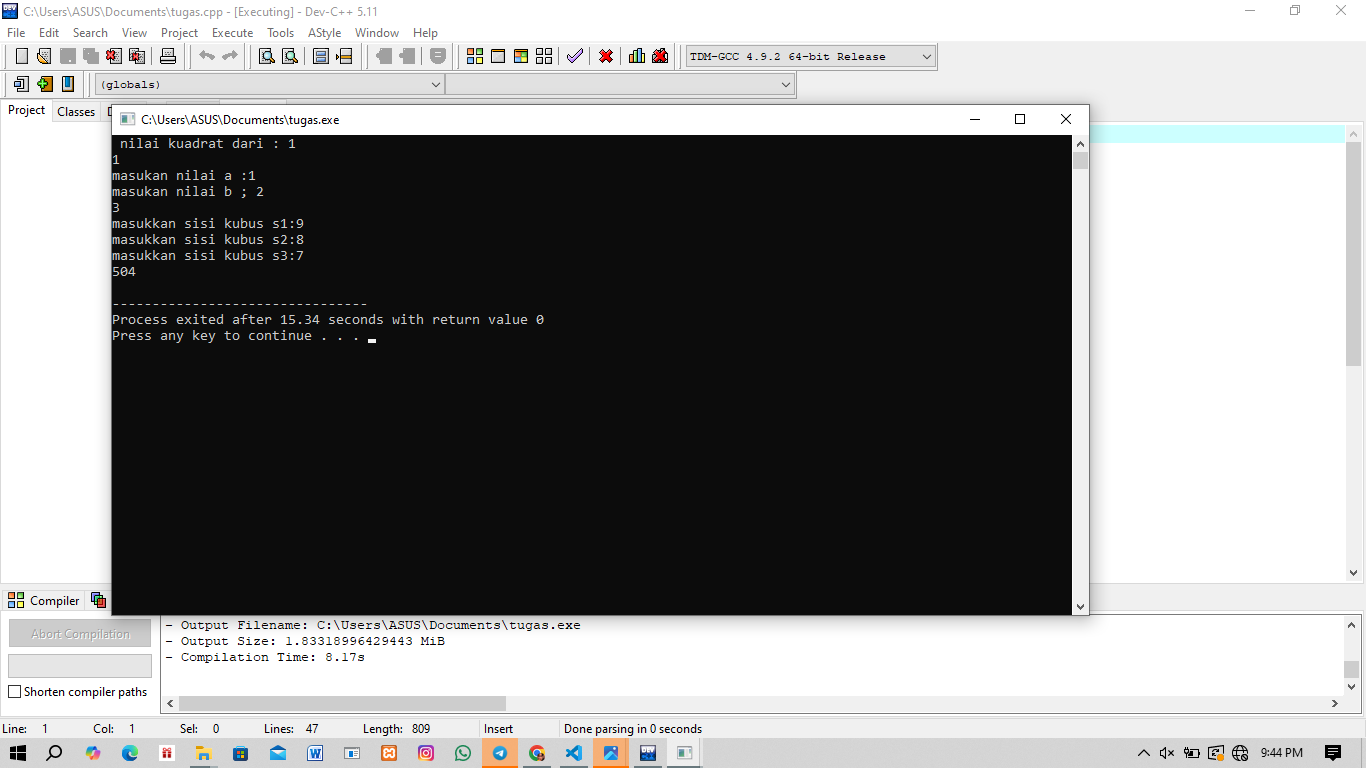 C:\Users\ASUS\Documents\tugas.cpp - [Executing] - Dev-C++ 5.11
File Edit Search View Project Execute Tools AStyle Window Help
TDM-GCC 4.9.2 64-bit Release
(globals)
Project Classes
C:\Users\ASUS\Documents\tugas.exe
nilai kuadrat dari : 1
1
masukan nilai a :1
masukan nilai b ; 2
3
masukkan sisi kubus s1:9
masukkan sisi kubus s2:8
masukkan sisi kubus s3:7
504
--------------------------------
Process exited after 15.34 seconds with return value 0
Press any key to continue . . .
Compiler
Abort Compilation
Shorten compiler paths
- Output Filename: C:\Users\ASUS\Documents\tugas.exe
- Output Size: 1.83318996429443 MiB
- Compilation Time: 8.17s
Line: 1 Col: 1 Sel: 0 Lines: 47 Length: 809 Insert Done parsing in 0 seconds
9:44 PM